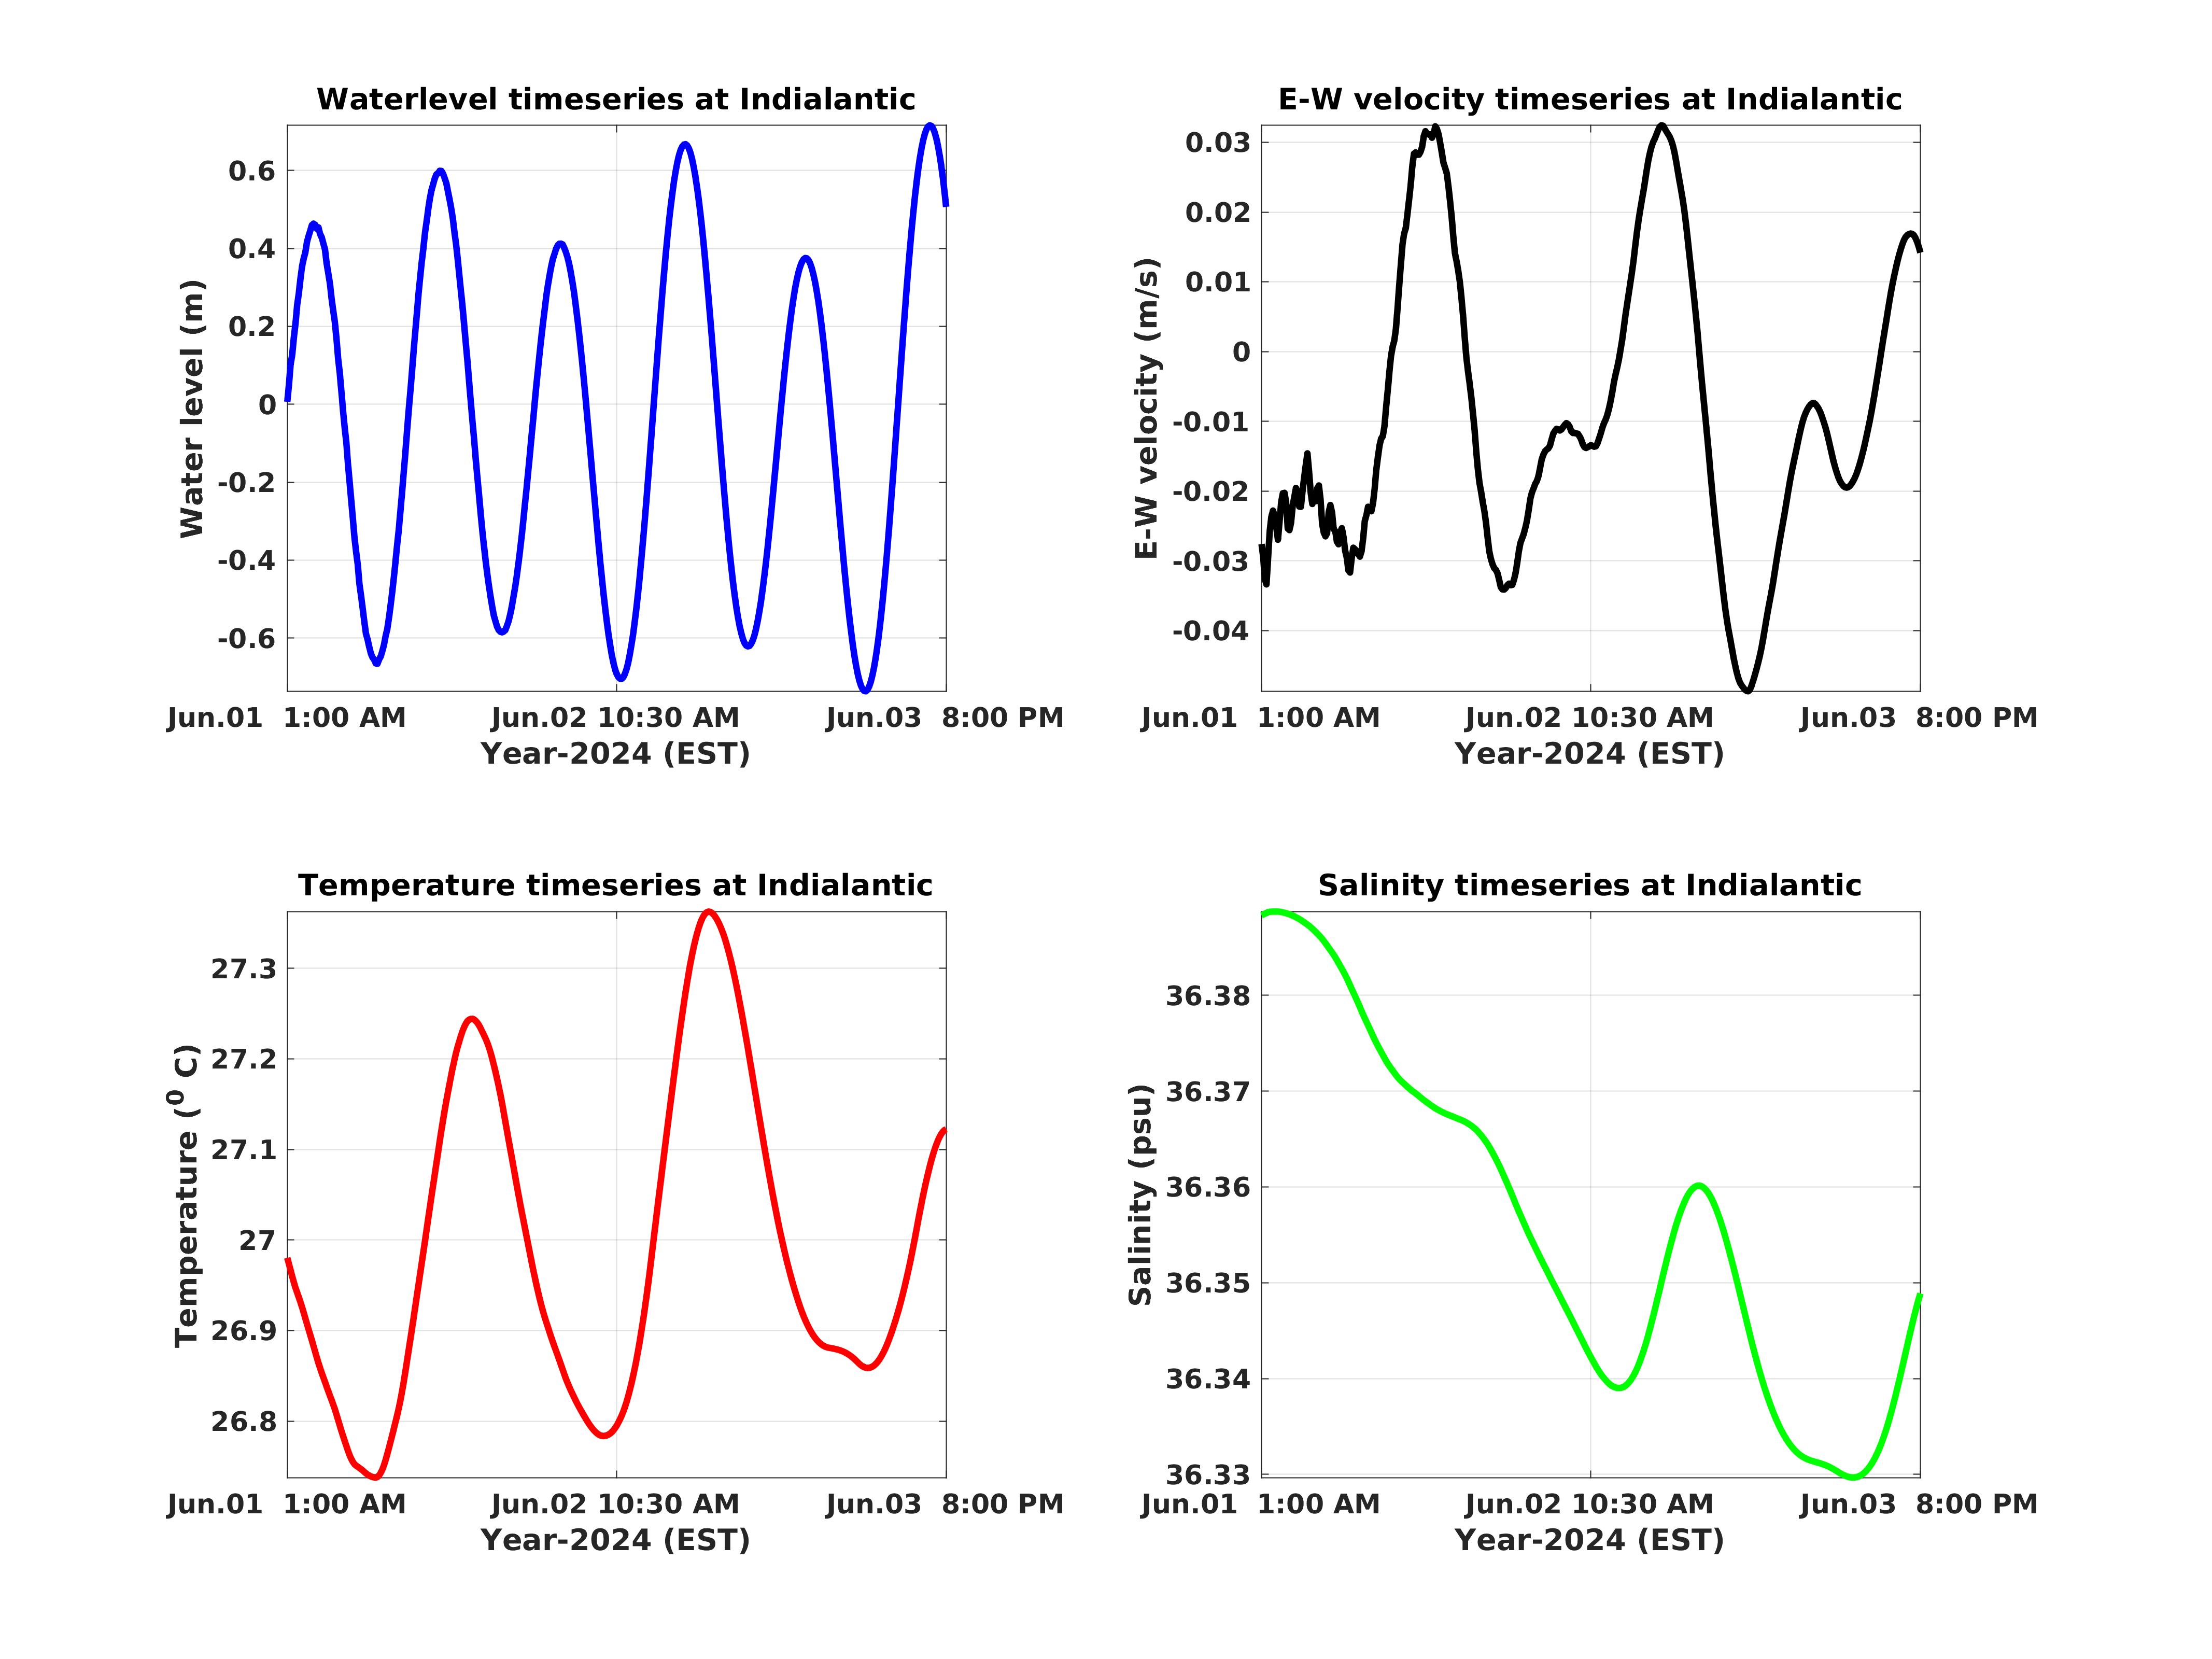 Waterlevel timeseries at Indialantic
0.6
0.4
0.2
0
-0.2
-0.4
-0.6
Water level (m)
Jun.01 1:00 AM
Jun.02 10:30 AM
Jun.03 8:00 PM
Year-2024 (EST)
E-W velocity timeseries at Indialantic
0.03
0.02
0.01
0
-0.01
-0.02
-0.03
-0.04
E-W velocity (m/s)
Jun.01 1:00 AM
Jun.02 10:30 AM
Jun.03 8:00 PM
Year-2024 (EST)
Temperature timeseries at Indialantic
27.3
27.2
27.1
27
26.9
26.8
Temperature (⁰ C)
Jun.01 1:00 AM
Jun.02 10:30 AM
Jun.03 8:00 PM
Year-2024 (EST)
Salinity timeseries at Indialantic
36.38
36.37
36.36
36.35
36.34
36.33
Salinity (psu)
Jun.01 1:00 AM
Jun.02 10:30 AM
Jun.03 8:00 PM
Year-2024 (EST)